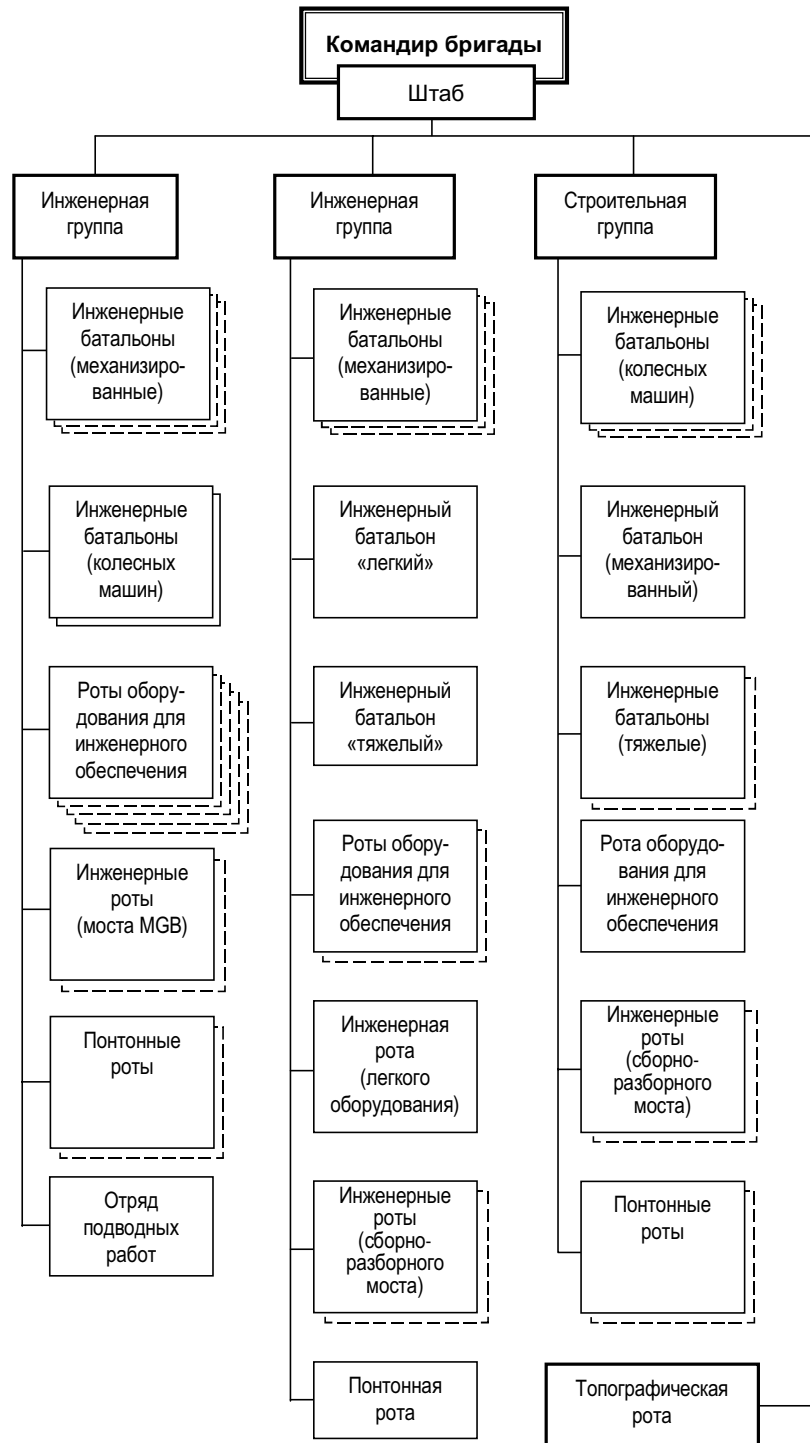 Командир бригады
Штаб
Инженерная
группа
Инженерные
батальоны
(механизиро-
ванные)
Инженерные
батальоны
(колесных
машин)
Роты обору-
дования для
инженерного
обеспечения
Инженерные
роты
(моста MGB)
Понтонные
роты
Отряд
подводных
работ
Инженерная
группа
Инженерные
батальоны
(механизиро-
ванные)
Инженерный
батальон
«легкий»
Инженерный
батальон
«тяжелый»
Роты обору-
дования для
инженерного
обеспечения
Инженерная
рота
(легкого
оборудования)
Инженерные
роты
(сборно-
разборного
моста)
Понтонная
рота
Строительная
группа
Инженерные
батальоны
(колесных
машин)
Инженерный
батальон
(механизиро-
ванный)
Инженерные
батальоны
(тяжелые)
Рота оборудо-
вания для
инженерного
обеспечения
Инженерные
роты
(сборно-
разборного
моста)
Понтонные
роты
Топографическая
рота